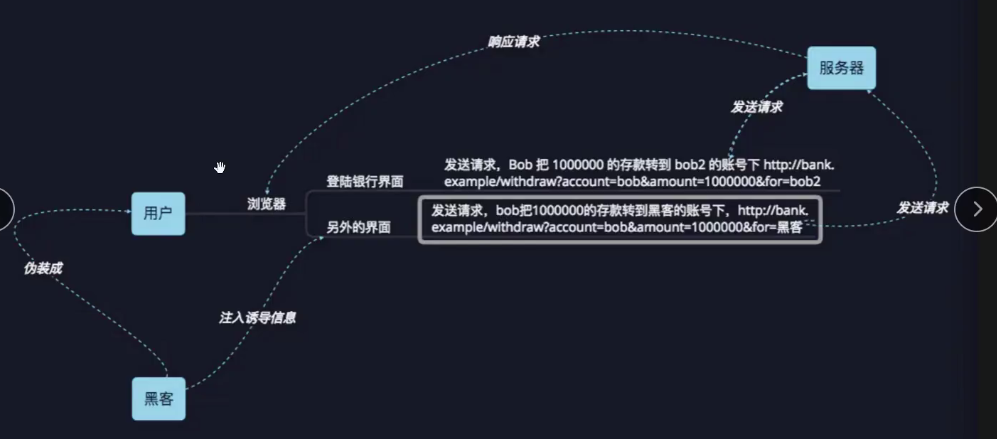 响应请求
服务器
发送请求
发送请求，Bob 把 1000000 的存款转到 bob2 的账号下 http://bank.
example/withdraw?account=bob&amount=1000000&for=bob2
登陆银行界面
用户
浏览器
发送请求，bob把1000000的存款转到黑客的账号下，http://bank.
example/withdraw?account=bob&amount=1000000&for=黑客
发送请求
另外的界面
伪装成
注入诱导信息
黑客